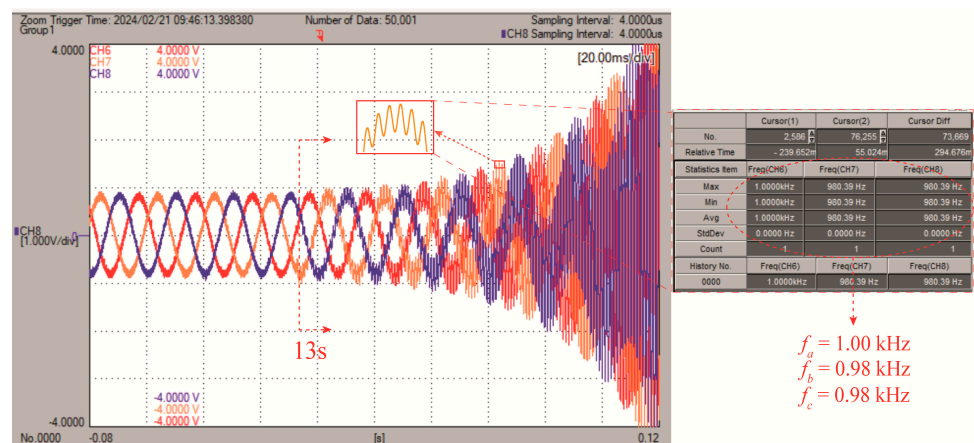 Zoom Trigger Time: 2024/02/21 09:46:13.398380 Number of Data: 50,001 Sampling Interval: 4.0000us
Group1 CH8 Sampling Interval: 4.0000us
4.0000 CH6 4.0000 V [20.00ms/div]
CH7 4.0000 V
CH8 4.0000 V
CH8
[1.000V/div] 0
13s
-4.0000 V
-4.0000 V
-4.0000 -4.0000 V
No.0000 -0.08 [s] 0.12
Cursor(1) Cursor(2) Cursor Diff
No. 2,586 76,255 73,669
Relative Time - 239.652m 55.024m 294.676m
Statistics Item Freq(CH6) Freq(CH7) Freq(CH8)
Max 1.0000kHz 980.39 Hz 980.39 Hz
Min 1.0000kHz 980.39 Hz 980.39 Hz
Avg 1.0000kHz 980.39 Hz 980.39 Hz
StdDev 0.0000 Hz 0.0000 Hz 0.0000 Hz
Count 1 1 1
History No. Freq(CH6) Freq(CH7) Freq(CH8)
0000 1.0000kHz 980.39 Hz 980.39 Hz
fa = 1.00 kHz
fb = 0.98 kHz
fc = 0.98 kHz